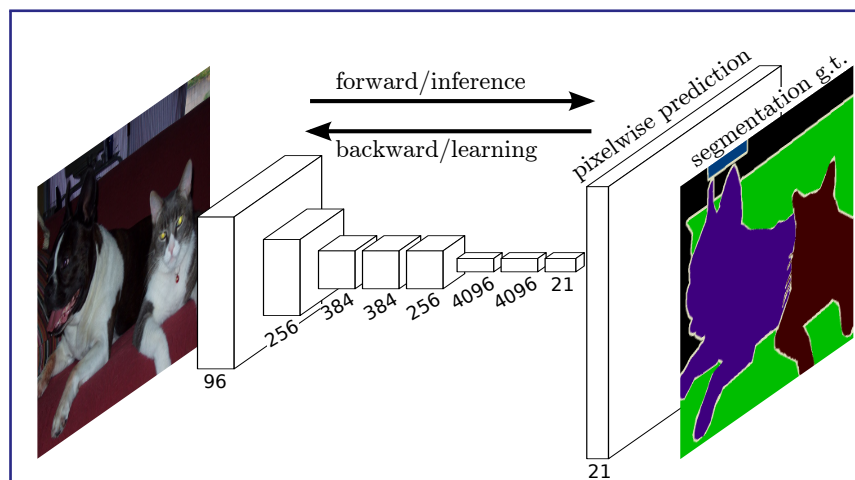 forward/inference
backward/learning
pixelwise prediction
segmentation g.t.
96
256
384
384
256
4096
4096
21
21